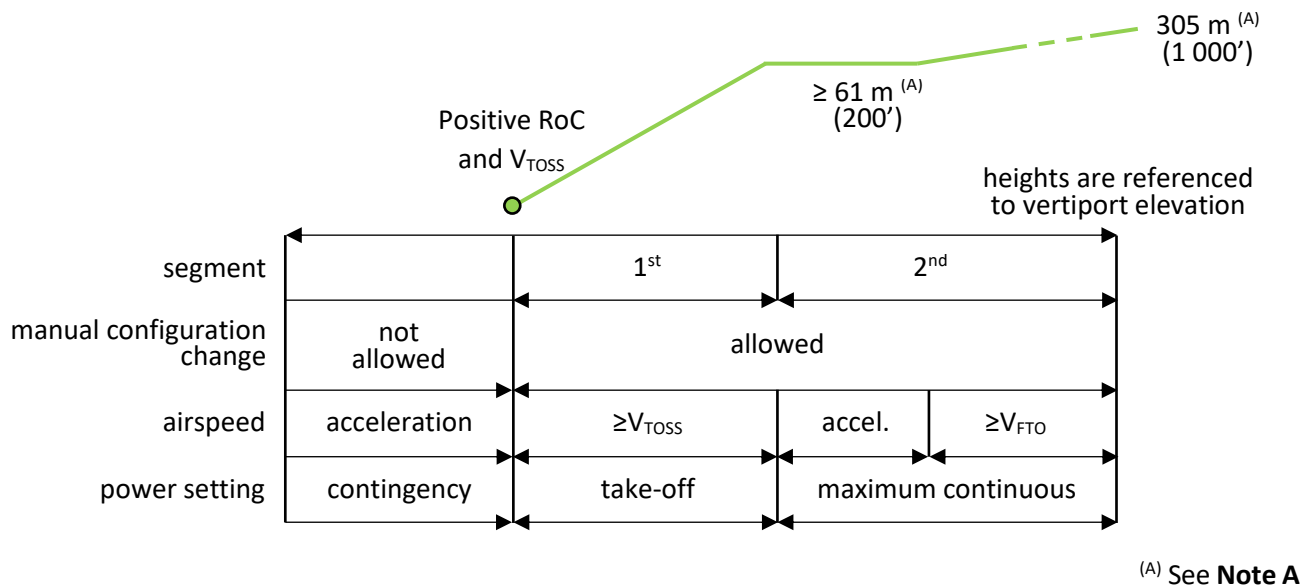 305 m (A)
(1 000’)
≥ 61 m (A)
(200’)
Positive RoC
and VTOSS
heights are referenced
to vertiport elevation
segment
1st
2nd
manual configuration
change
not
allowed
allowed
airspeed
acceleration
≥VTOSS
accel.
≥VFTO
power setting
contingency
take-off
maximum continuous
(A) See Note A